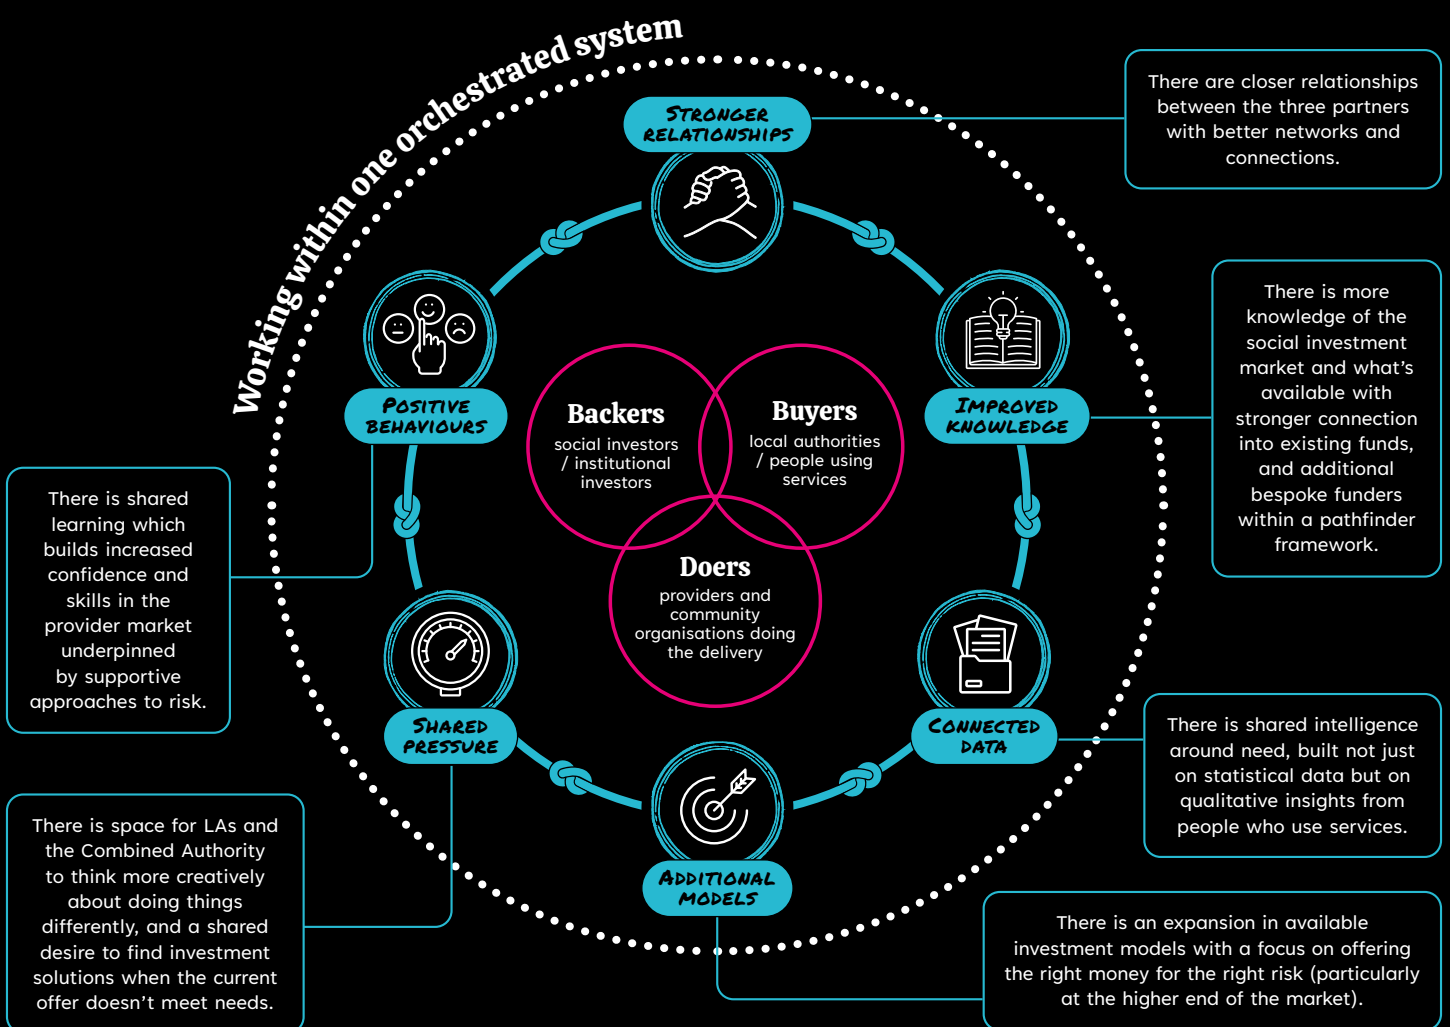 Working within one orchestrated system
STRONGER
RELATIONSHIPS
There are closer relationships
between the three partners
with better networks and
connections.
IMPROVED
KNOWLEDGE
There is more
knowledge of the
social investment
market and what's
available with
stronger connection
into existing funds,
and additional
bespoke funders
within a pathfinder
framework.
CONNECTED
DATA
There is shared intelligence
around need, built not just
on statistical data but on
qualitative insights from
people who use services.
ADDITIONAL
MODELS
There is an expansion in available
investment models with a focus on offering
the right money for the right risk (particularly
at the higher end of the market).
SHARED
PRESSURE
There is space for LAs and
the Combined Authority
to think more creatively
about doing things
differently, and a shared
desire to find investment
solutions when the current
offer doesn't meet needs.
POSITIVE
BEHAVIOURS
There is shared
learning which
builds increased
confidence and
skills in the
provider market
underpinned
by supportive
approaches to risk.
Backers
social investors
/ institutional
investors
Buyers
local authorities
/ people using
services
Doers
providers and
community
organisations doing
the delivery